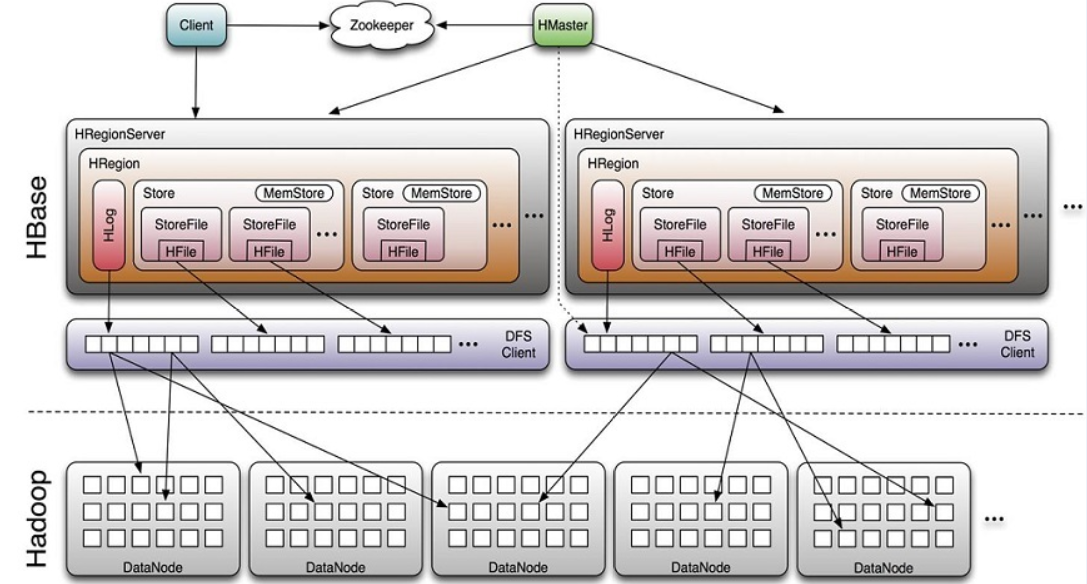 Client
Zookeeper
HMaster
HBase
HRegionServer
HRegion
HLog
Store
MemStore
StoreFile
HFile
StoreFile
HFile
...
Store
MemStore
StoreFile
HFile
...
...
HRegionServer
HRegion
HLog
Store
MemStore
StoreFile
HFile
StoreFile
HFile
...
Store
MemStore
StoreFile
HFile
...
...
...
...
DFS
Client
...
DFS
Client
Hadoop
DataNode
DataNode
DataNode
DataNode
DataNode
...